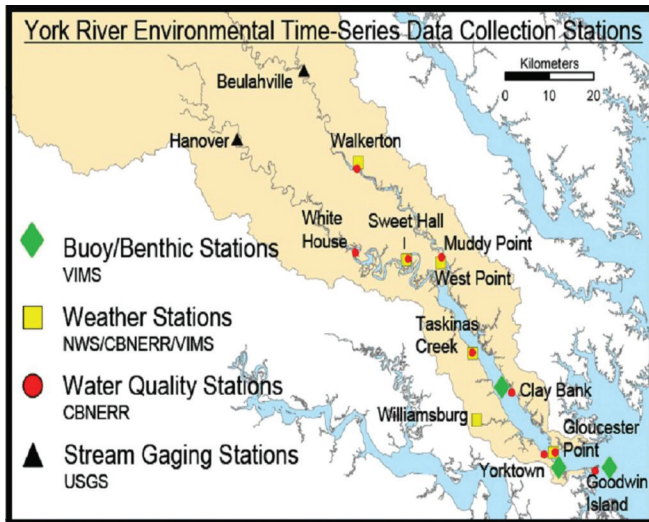 York River Environmental Time-Series Data Collection Stations
Kilometers
0 10 20
Beulahville
Hanover
Walkerton
White
House
Sweet Hall
Muddy Point
West Point
Taskinas
Creek
Clay Bank
Williamsburg
Gloucester
Point
Yorktown
Goodwin
Island
Buoy/Benthic Stations
VIMS
Weather Stations
NWS/CBNERR/VIMS
Water Quality Stations
CBNERR
Stream Gaging Stations
USGS